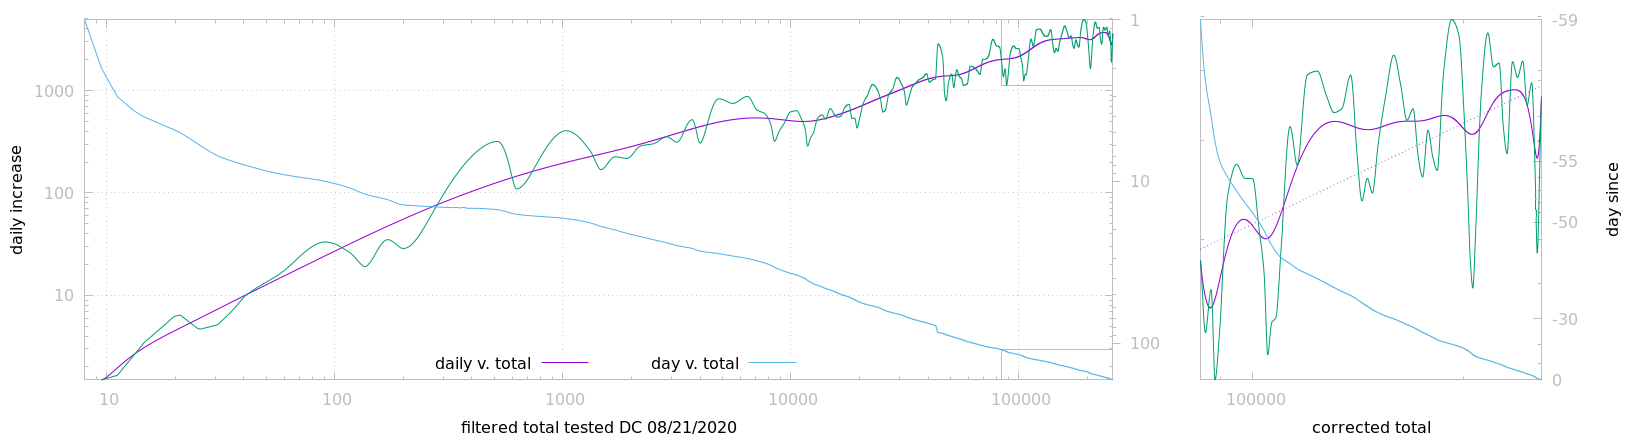 daily increase
1000
100
10
10
100
1000
10000
100000
1
10
100
daily v. total
day v. total
filtered total tested DC 08/21/2020
100000
-59
-55
-50
-30
0
day since
corrected total